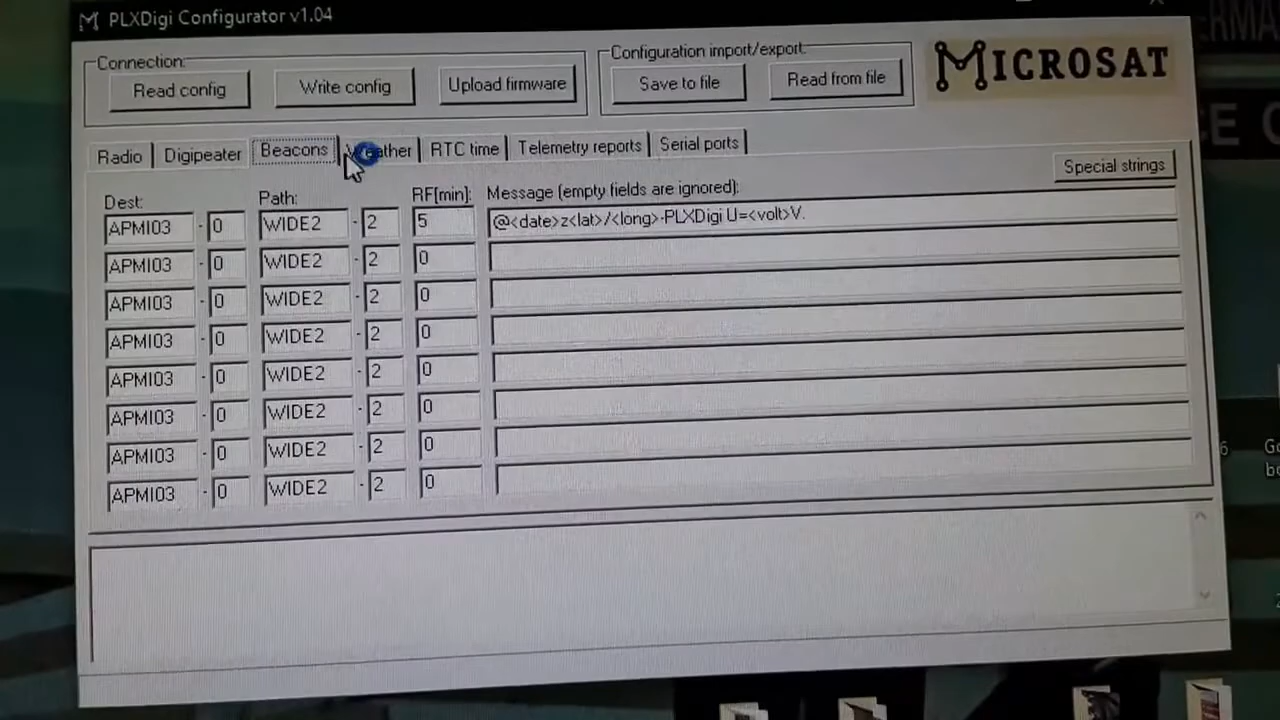 PLXDigi Configurator v1.04
Connection:
Read config Write config Upload firmware
Configuration import/export:
Save to file Read from file
MICROSAT
Radio Digipeater Beacons Weather RTC time Telemetry reports Serial ports
Special strings
Dest: Path: RF[min]: Message (empty fields are ignored):
APMI03 - 0 WIDE2 - 2 5 @<date>z<lat>/<long>-PLXDigi U=<volt>V.
APMI03 - 0 WIDE2 - 2 0
APMI03 - 0 WIDE2 - 2 0
APMI03 - 0 WIDE2 - 2 0
APMI03 - 0 WIDE2 - 2 0
APMI03 - 0 WIDE2 - 2 0
APMI03 - 0 WIDE2 - 2 0
APMI03 - 0 WIDE2 - 2 0